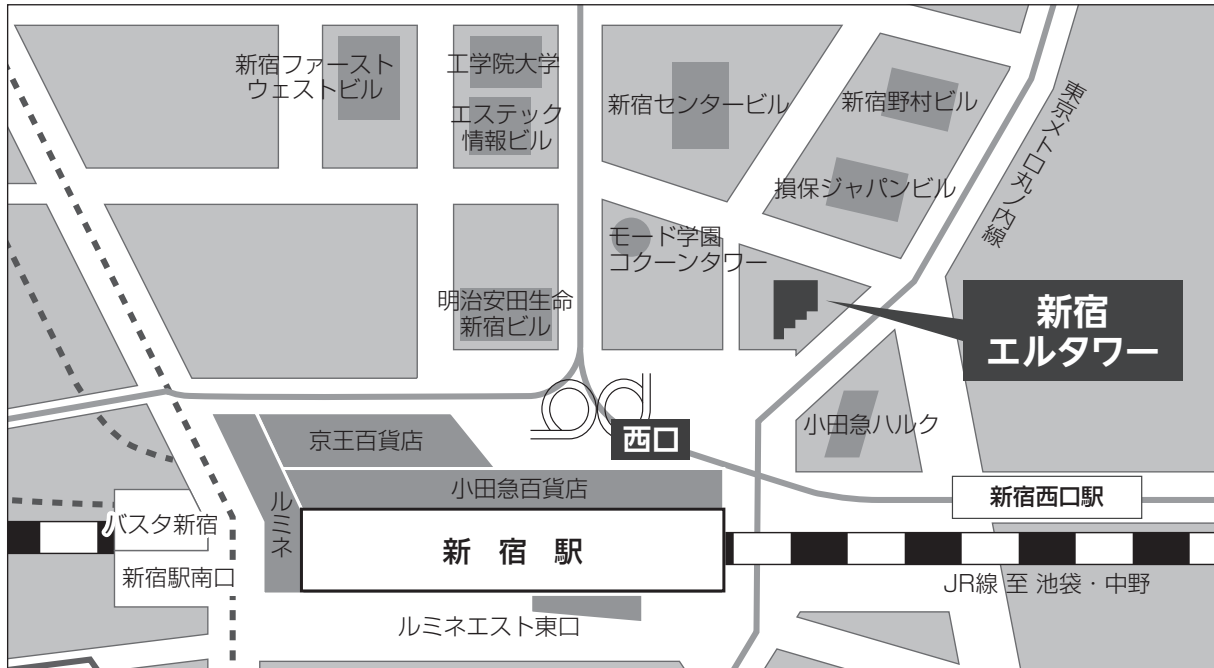 新宿ファースト
ウェストビル
工学院大学
エステック
情報ビル
新宿センタービル
新宿野村ビル
東京メトロ丸ノ内線
損保ジャパンビル
モード学園
コクーンタワー
明治安田生命
新宿ビル
新宿
エルタワー
京王百貨店
西口
小田急ハルク
小田急百貨店
新宿西口駅
ルミネ
バスタ新宿
新宿駅
新宿駅南口
JR線 至 池袋・中野
ルミネエスト東口